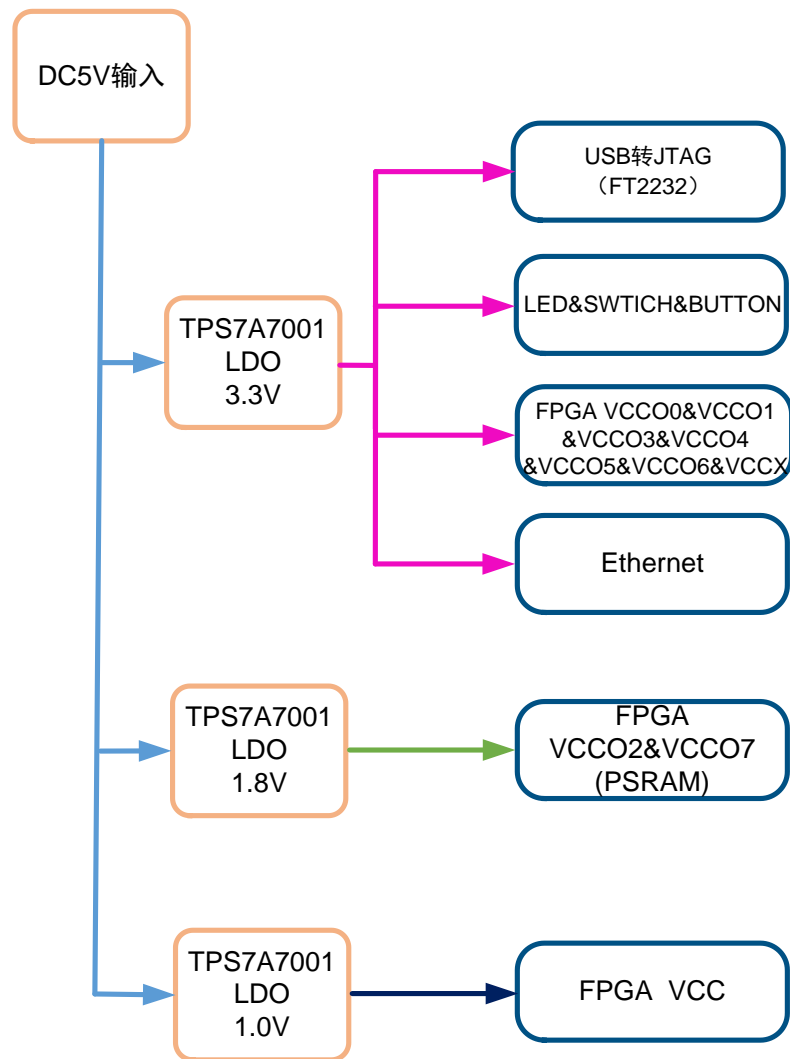 DC5V输入
USB转JTAG
（FT2232）
LED&SWTICH&BUTTON
TPS7A7001
LDO
3.3V
FPGA VCCO0&VCCO1
&VCCO3&VCCO4
&VCCO5&VCCO6&VCCX
Ethernet
TPS7A7001
LDO
1.8V
FPGA
VCCO2&VCCO7
(PSRAM)
TPS7A7001
LDO
1.0V
FPGA VCC